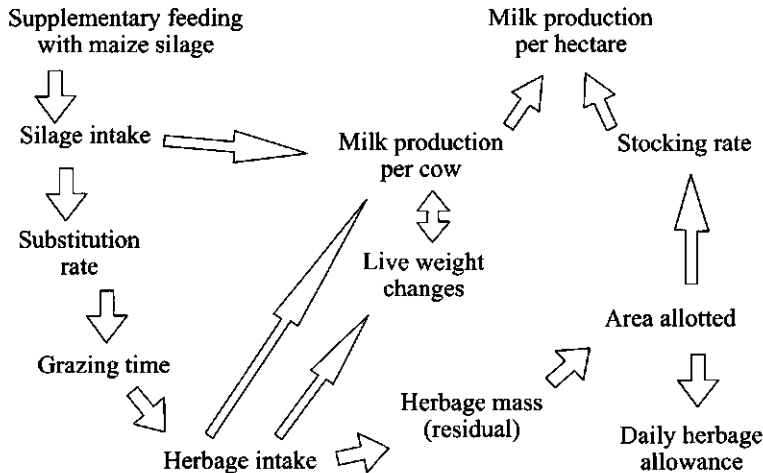 Supplementary feeding
with maize silage
Milk production
per hectare
Silage intake
Milk production
per cow
Stocking rate
Substitution
rate
Live weight
changes
Area allotted
Grazing time
Herbage mass
(residual)
Daily herbage
allowance
Herbage intake